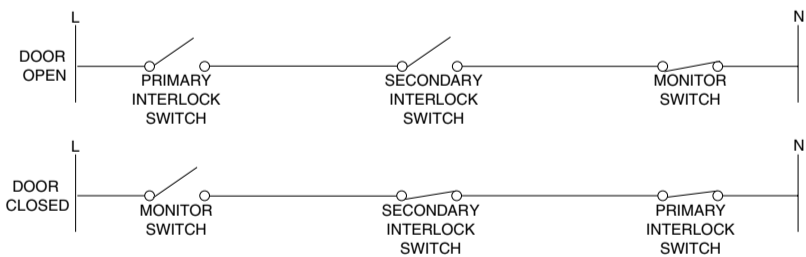 L
N
DOOR
OPEN
PRIMARY
INTERLOCK
SWITCH
SECONDARY
INTERLOCK
SWITCH
MONITOR
SWITCH
L
N
DOOR
CLOSED
MONITOR
SWITCH
SECONDARY
INTERLOCK
SWITCH
PRIMARY
INTERLOCK
SWITCH